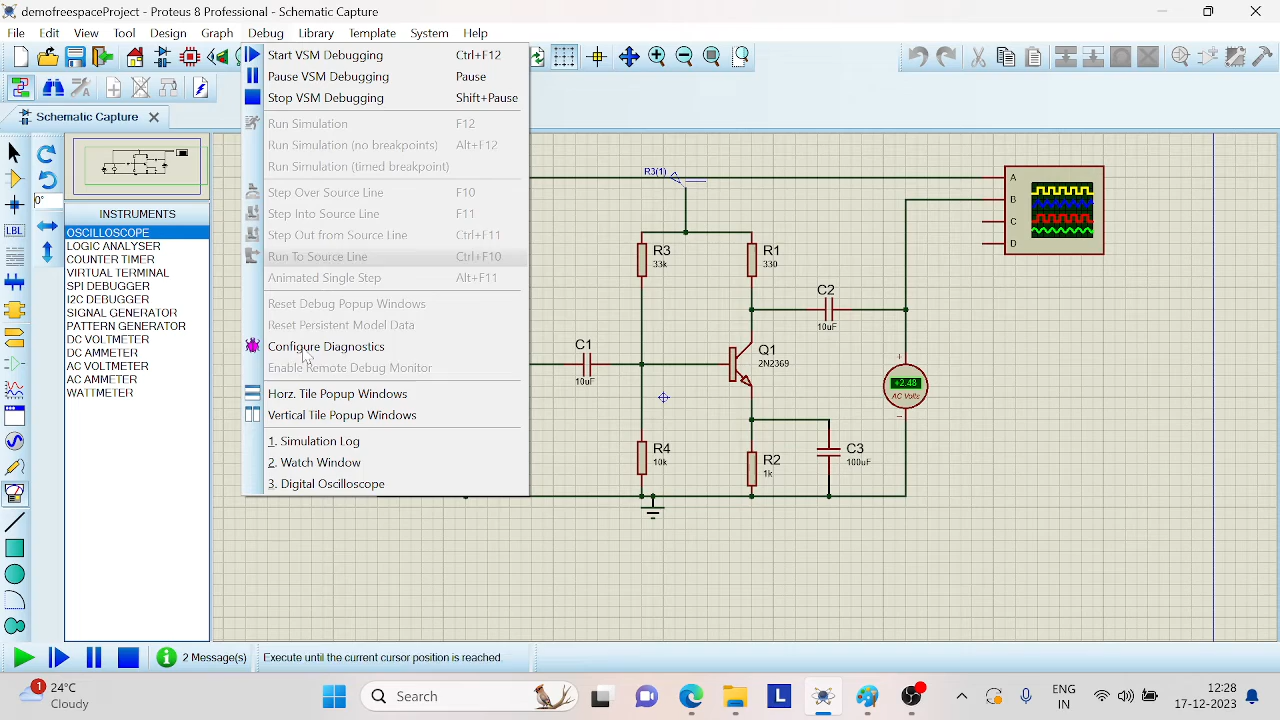 demofreespaceProject - Proteus 8 Professional - Schematic Capture
File Edit View Tool Design Graph Debug Library Template System Help
Start VSM Debugging Ctrl+F12
Pause VSM Debugging Pause
Stop VSM Debugging Shift+Pause
Run Simulation F12
Run Simulation (no breakpoints) Alt+F12
Run Simulation (timed breakpoint)
Step Over Source Line F10
Step Into Source Line F11
Step Out from Source Line Ctrl+F11
Run To Source Line Ctrl+F10
Animated Single Step Alt+F11
Reset Debug Popup Windows
Reset Persistent Model Data
Configure Diagnostics
Enable Remote Debug Monitor
Horz. Tile Popup Windows
Vertical Tile Popup Windows
1. Simulation Log
2. Watch Window
3. Digital Oscilloscope
Schematic Capture
0°
LBL
INSTRUMENTS
OSCILLOSCOPE
LOGIC ANALYSER
COUNTER TIMER
VIRTUAL TERMINAL
SPI DEBUGGER
I2C DEBUGGER
SIGNAL GENERATOR
PATTERN GENERATOR
DC VOLTMETER
DC AMMETER
AC VOLTMETER
AC AMMETER
WATTMETER
R3(1)
A
B
C
D
R3
33k
R1
330
C2
10uF
C1
10uF
Q1
2N2369
+
+2.48
AC Volts
−
R4
10k
R2
1k
C3
100uF
2 Message(s) Execute until the current cursor position is reached.
1
24°C
Cloudy
Search
L
ENG
IN
12:28
17-12-2023